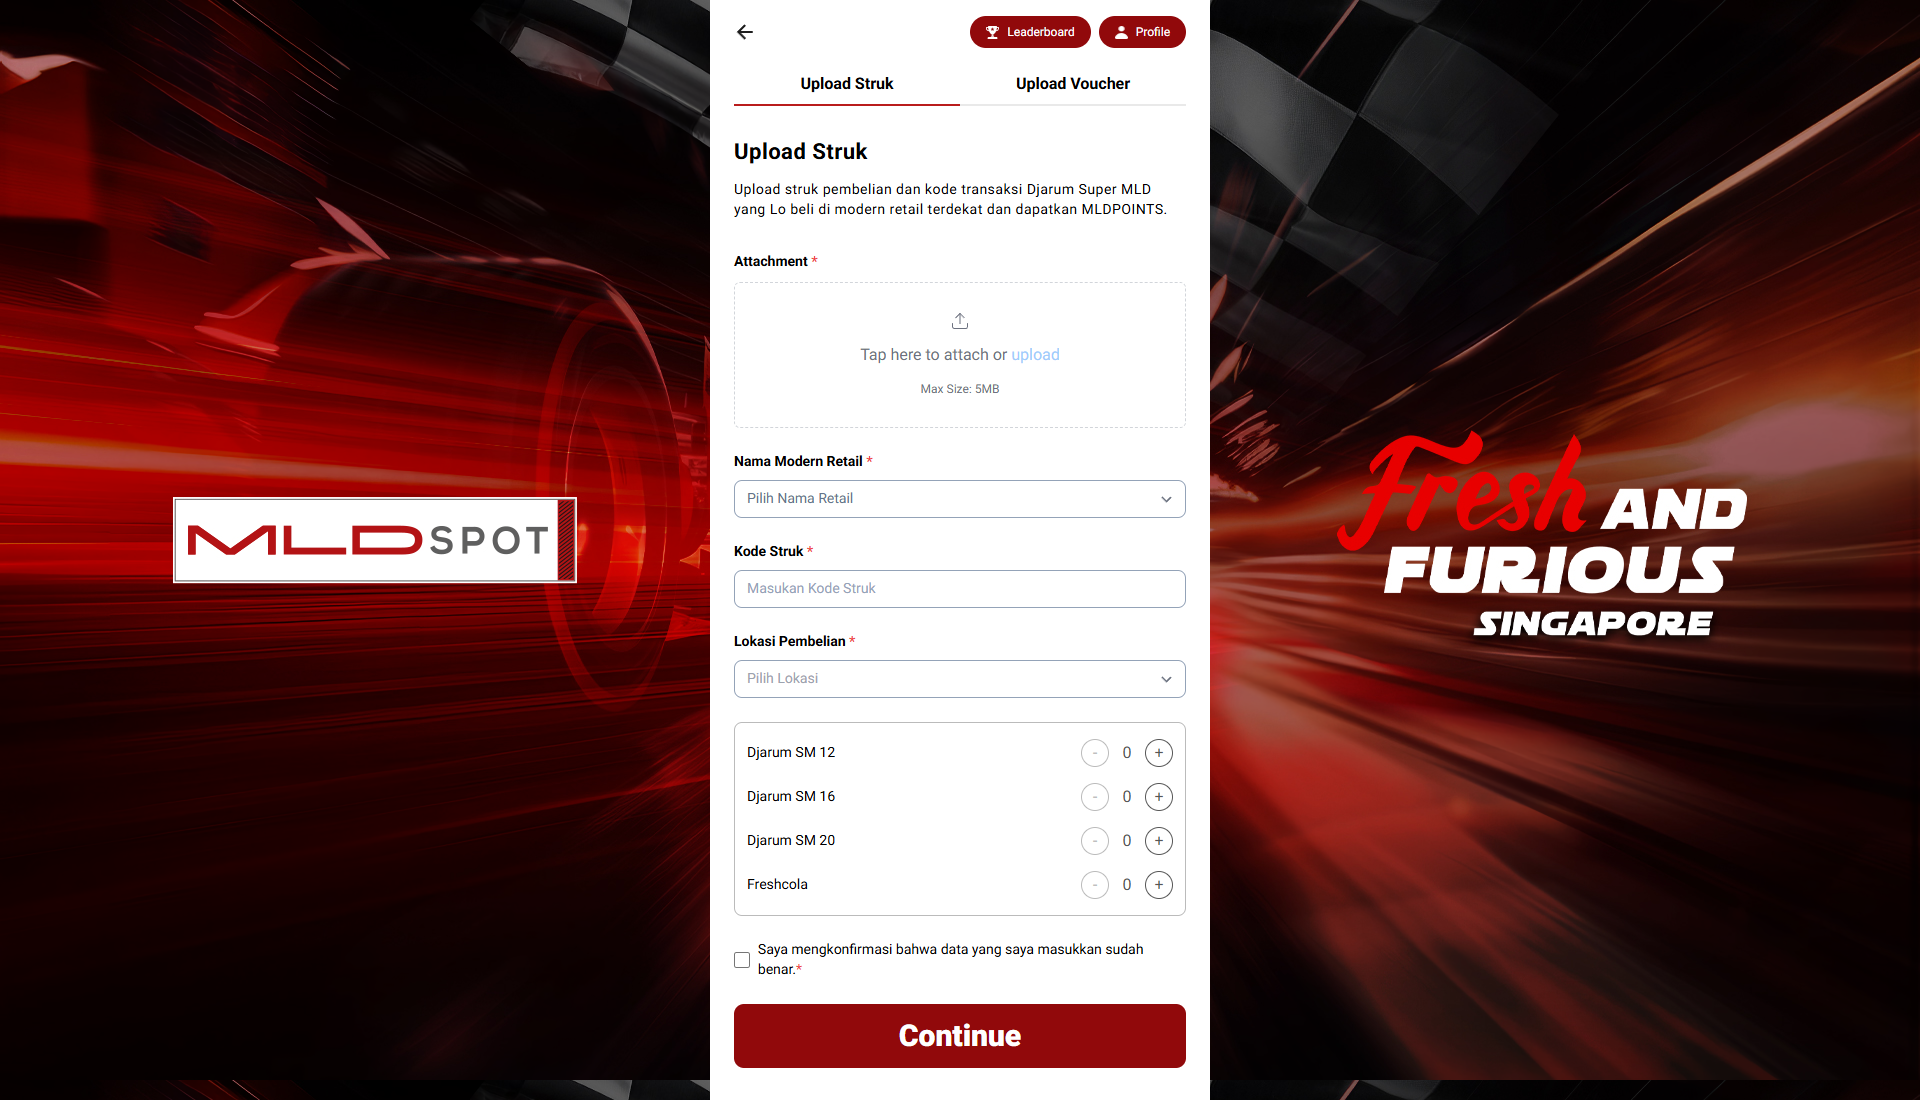 Leaderboard
Profile
Upload Struk
Upload Voucher
Upload Struk
Upload struk pembelian dan kode transaksi Djarum Super MLD
yang Lo beli di modern retail terdekat dan dapatkan MLDPOINTS.
Attachment *
Tap here to attach or upload
Max Size: 5MB
Nama Modern Retail *
Pilih Nama Retail
Kode Struk *
Masukan Kode Struk
Lokasi Pembelian *
Pilih Lokasi
Djarum SM 12 - 0 +
Djarum SM 16 - 0 +
Djarum SM 20 - 0 +
Freshcola - 0 +
Saya mengkonfirmasi bahwa data yang saya masukkan sudah
benar.*
Continue
MLDSPOT
Fresh AND
FURIOUS
SINGAPORE